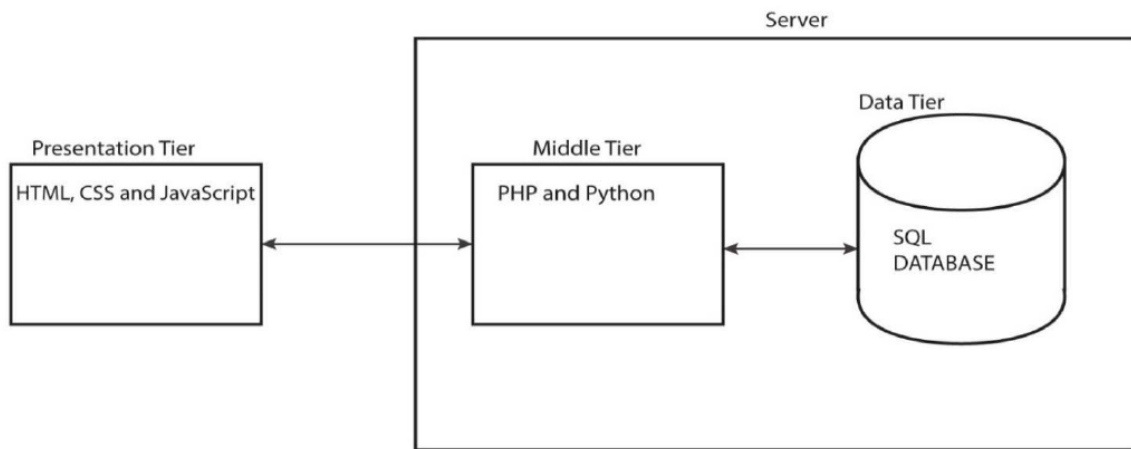 Server
Data Tier
Presentation Tier
Middle Tier
HTML, CSS and JavaScript
PHP and Python
SQL
DATABASE